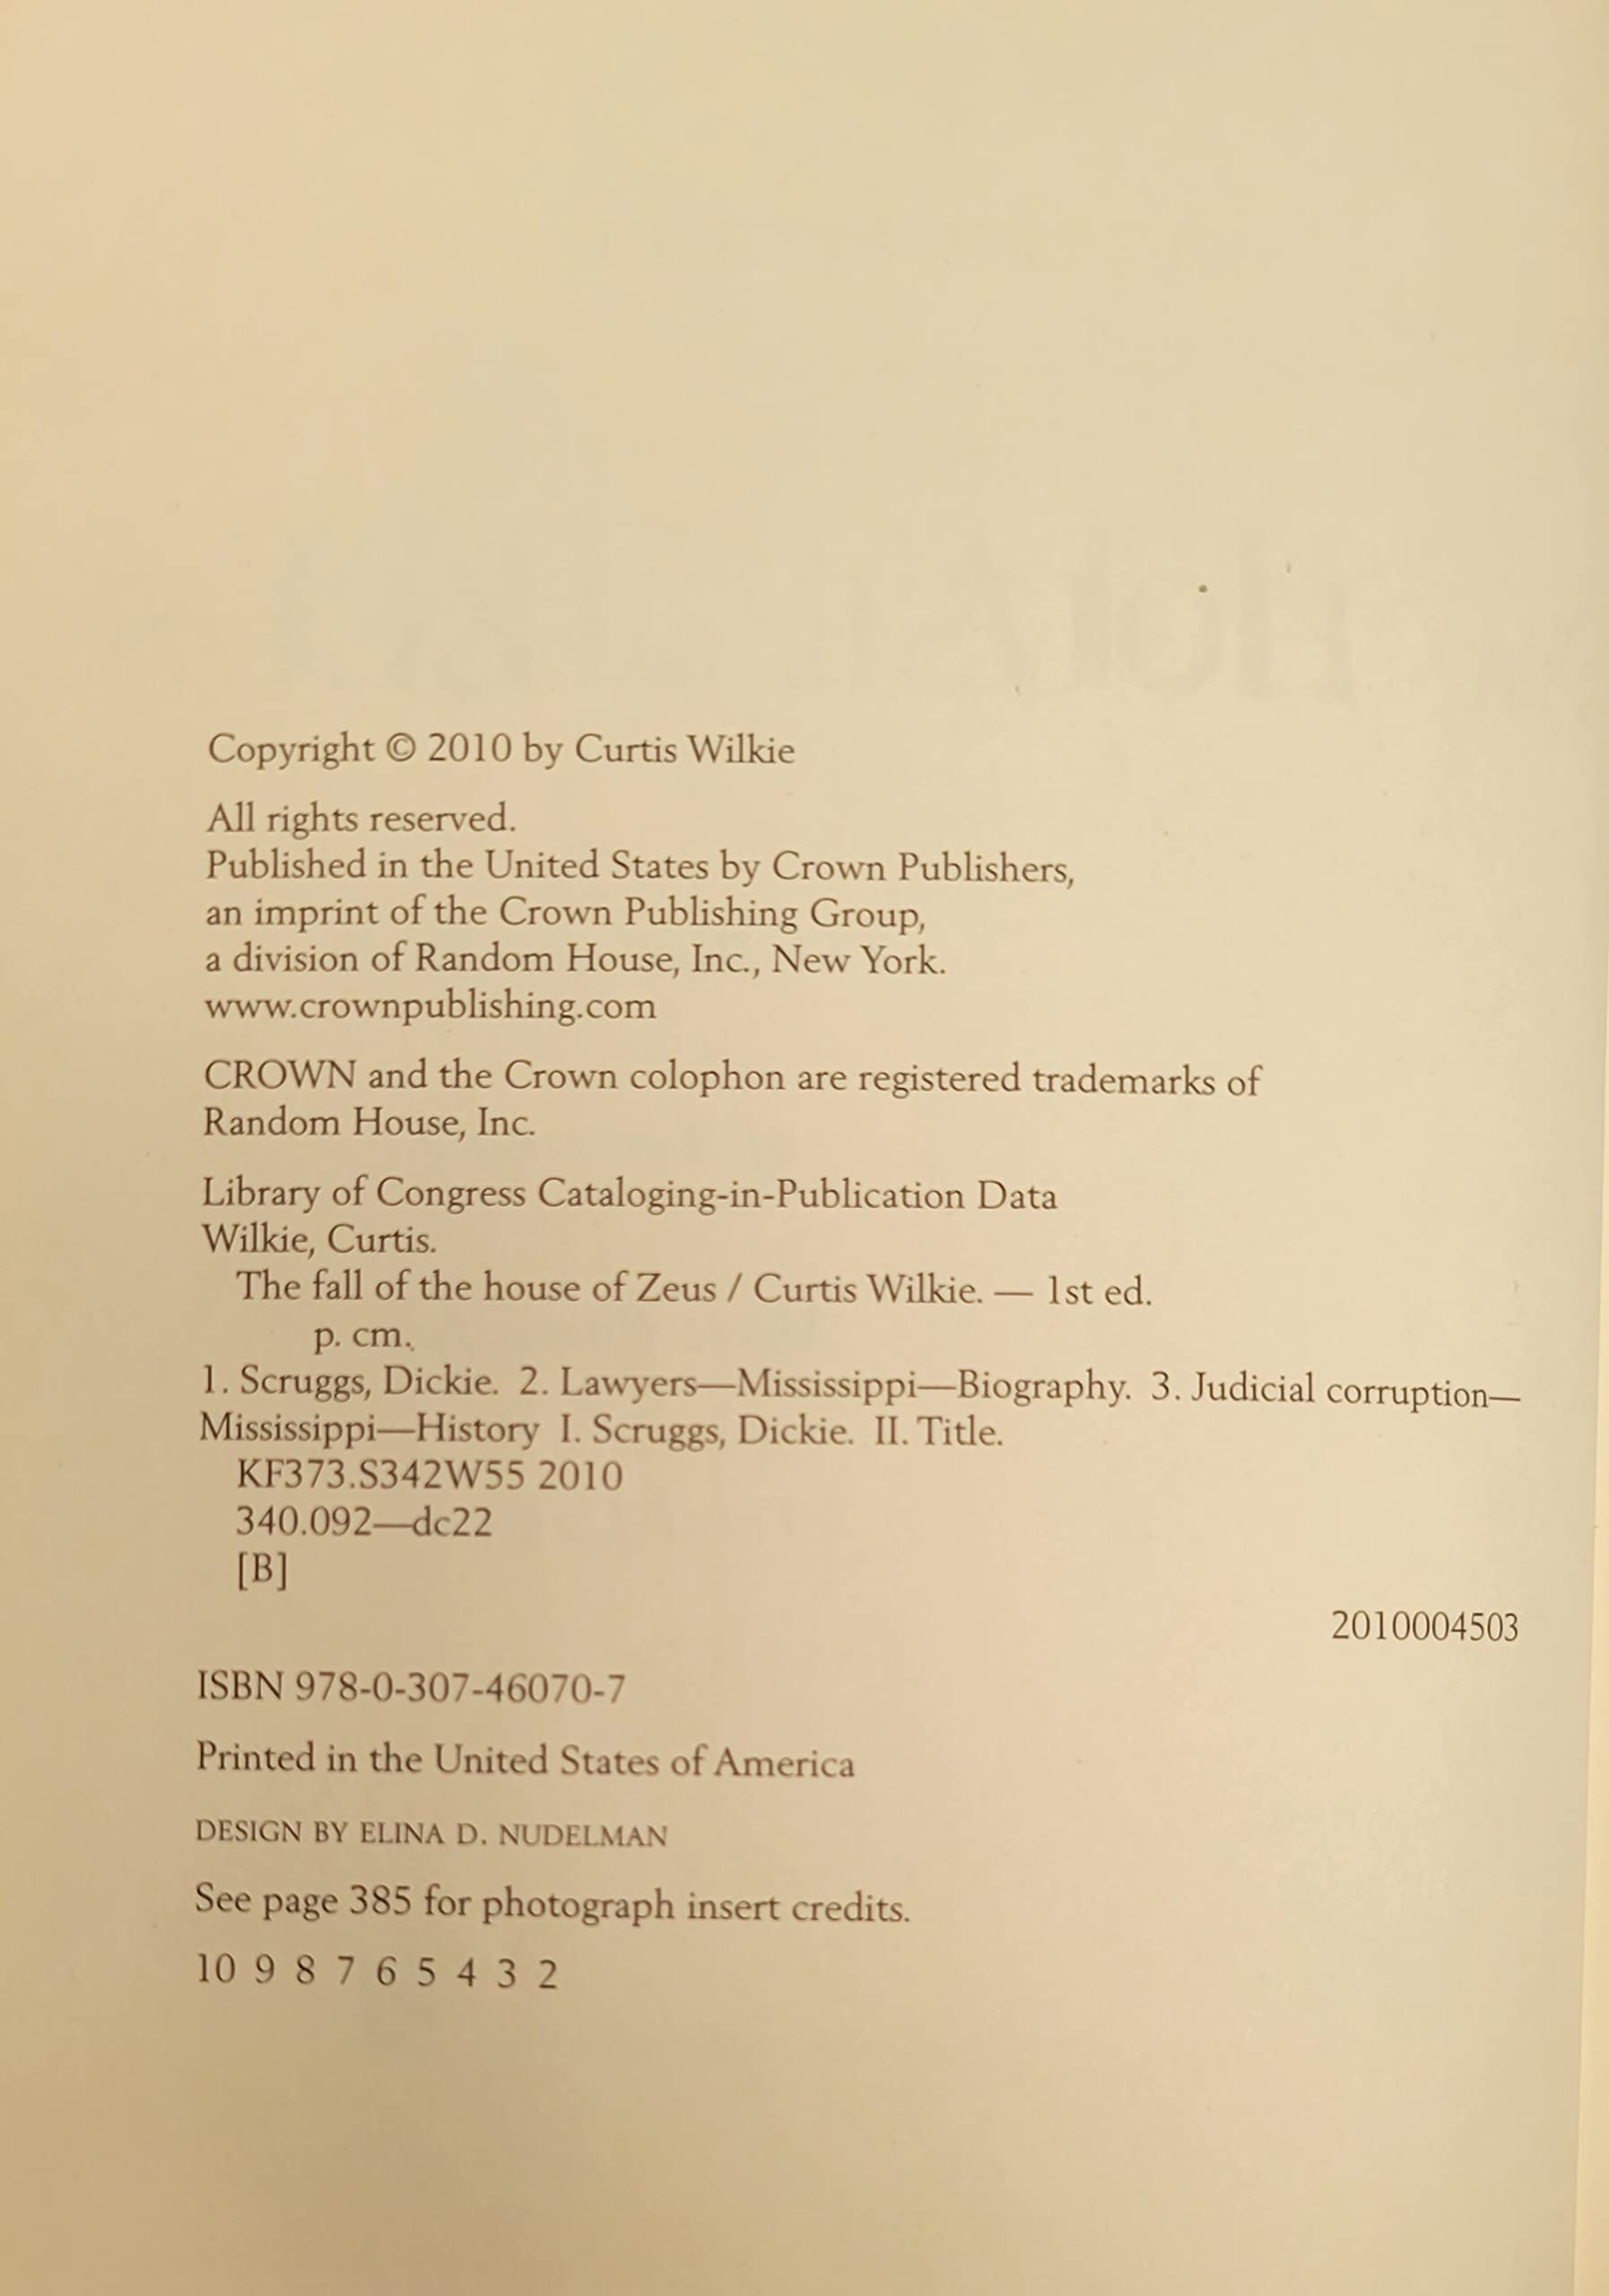 Copyright © 2010 by Curtis Wilkie
All rights reserved.
Published in the United States by Crown Publishers,
an imprint of the Crown Publishing Group,
a division of Random House, Inc., New York.
www.crownpublishing.com
CROWN and the Crown colophon are registered trademarks of
Random House, Inc.
Library of Congress Cataloging-in-Publication Data
Wilkie, Curtis.
The fall of the house of Zeus / Curtis Wilkie. — 1st ed.
p. cm.
1. Scruggs, Dickie. 2. Lawyers—Mississippi—Biography. 3. Judicial corruption—
Mississippi—History I. Scruggs, Dickie. II. Title.
KF373.S342W55 2010
340.092—dc22
[B]
2010004503
ISBN 978-0-307-46070-7
Printed in the United States of America
DESIGN BY ELINA D. NUDELMAN
See page 385 for photograph insert credits.
10 9 8 7 6 5 4 3 2